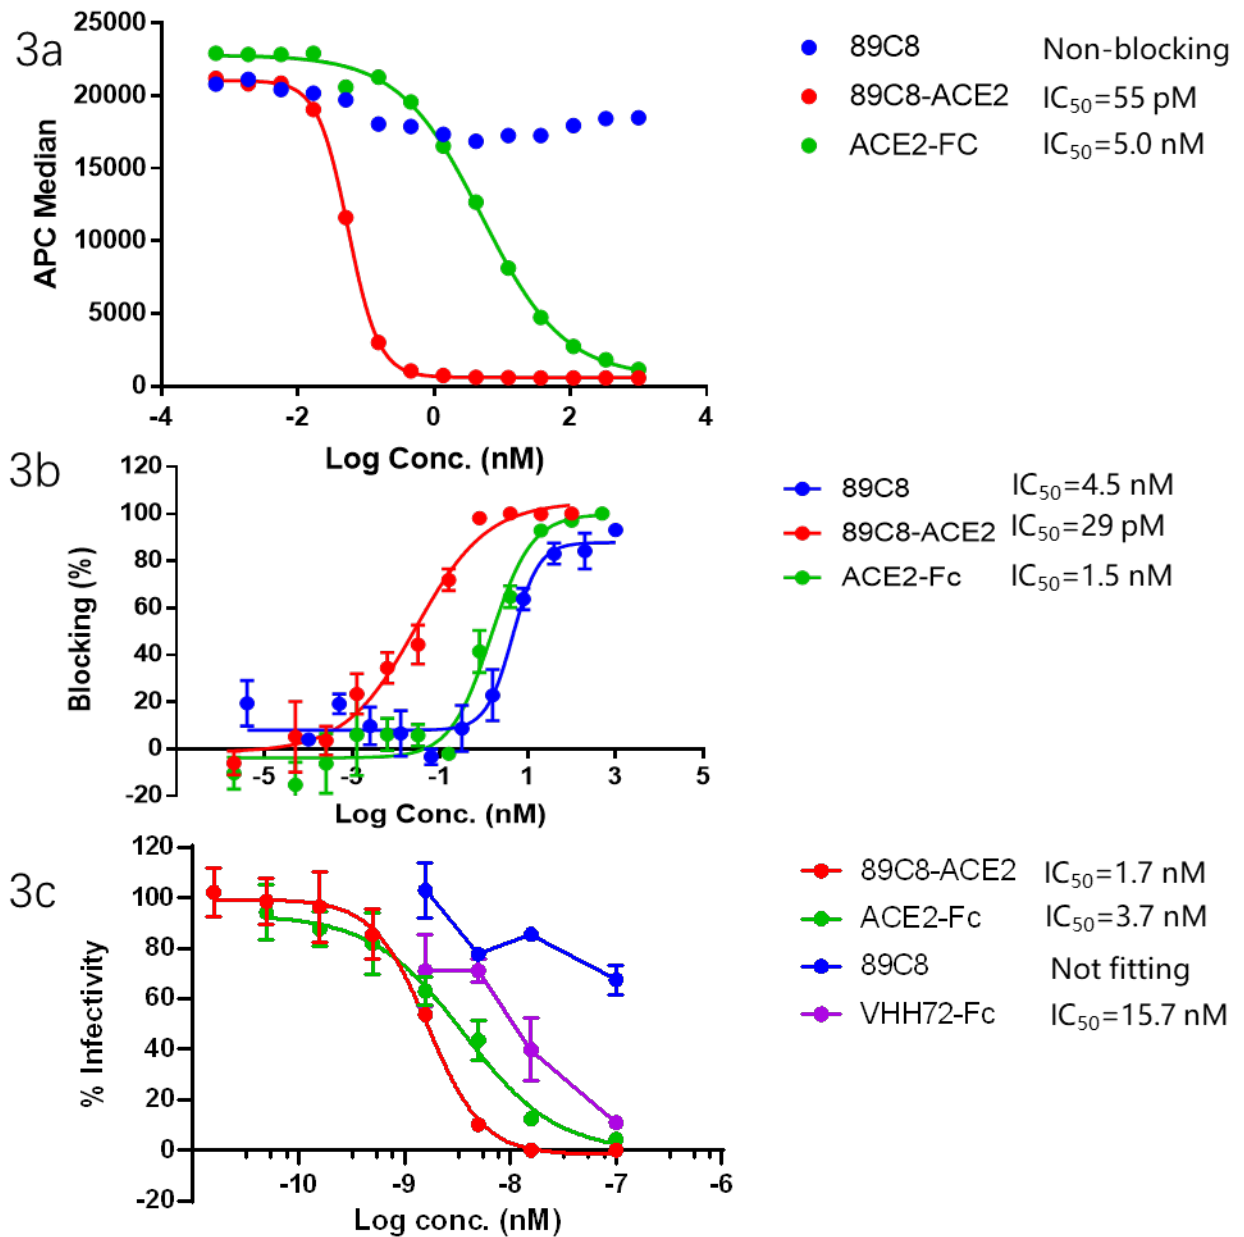 3a
25000
20000
15000
10000
5000
0
APC Median
-4 -2 0 2 4
Log Conc. (nM)
89C8 Non-blocking
89C8-ACE2 IC₅₀=55 pM
ACE2-FC IC₅₀=5.0 nM
3b
120
100
80
60
40
20
0
-20
Blocking (%)
-5 -3 -1 1 3 5
Log Conc. (nM)
89C8 IC₅₀=4.5 nM
89C8-ACE2 IC₅₀=29 pM
ACE2-Fc IC₅₀=1.5 nM
3c
120
100
80
60
40
20
0
-20
% Infectivity
-10 -9 -8 -7 -6
Log conc. (nM)
89C8-ACE2 IC₅₀=1.7 nM
ACE2-Fc IC₅₀=3.7 nM
89C8 Not fitting
VHH72-Fc IC₅₀=15.7 nM